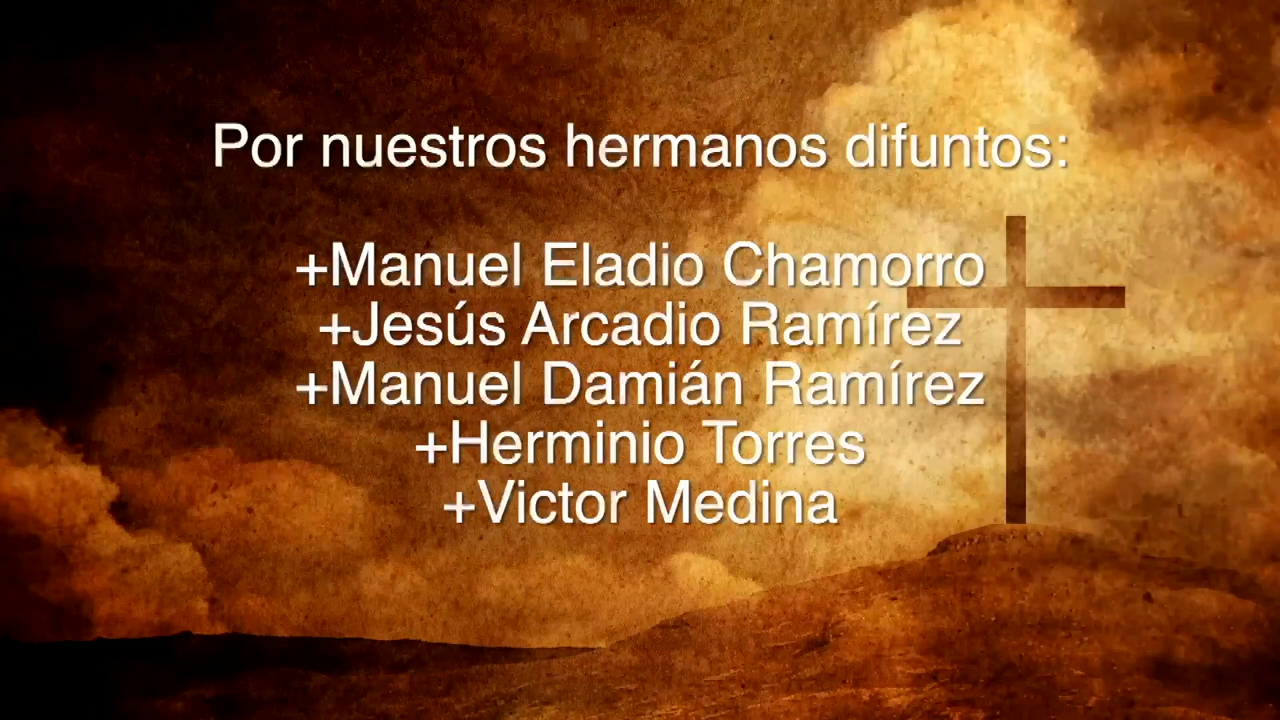 Por nuestros hermanos difuntos:
+Manuel Eladio Chamorro
+Jesús Arcadio Ramírez
+Manuel Damián Ramírez
+Herminio Torres
+Victor Medina